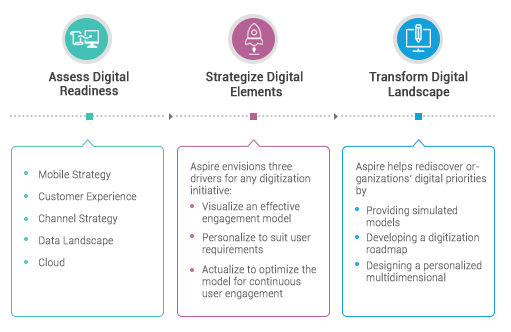 Assess Digital
Readiness
Strategize Digital
Elements
Transform Digital
Landscape
Mobile Strategy
Customer Experience
Channel Strategy
Data Landscape
Cloud
Aspire envisions three
drivers for any digitization
initiative:
Visualize an effective
engagement model
Personalize to suit user
requirements
Actualize to optimize the
model for continuous
user engagement
Aspire helps rediscover or-
ganizations' digital priorities
by
Providing simulated
models
Developing a digitization
roadmap
Designing a personalized
multidimensional